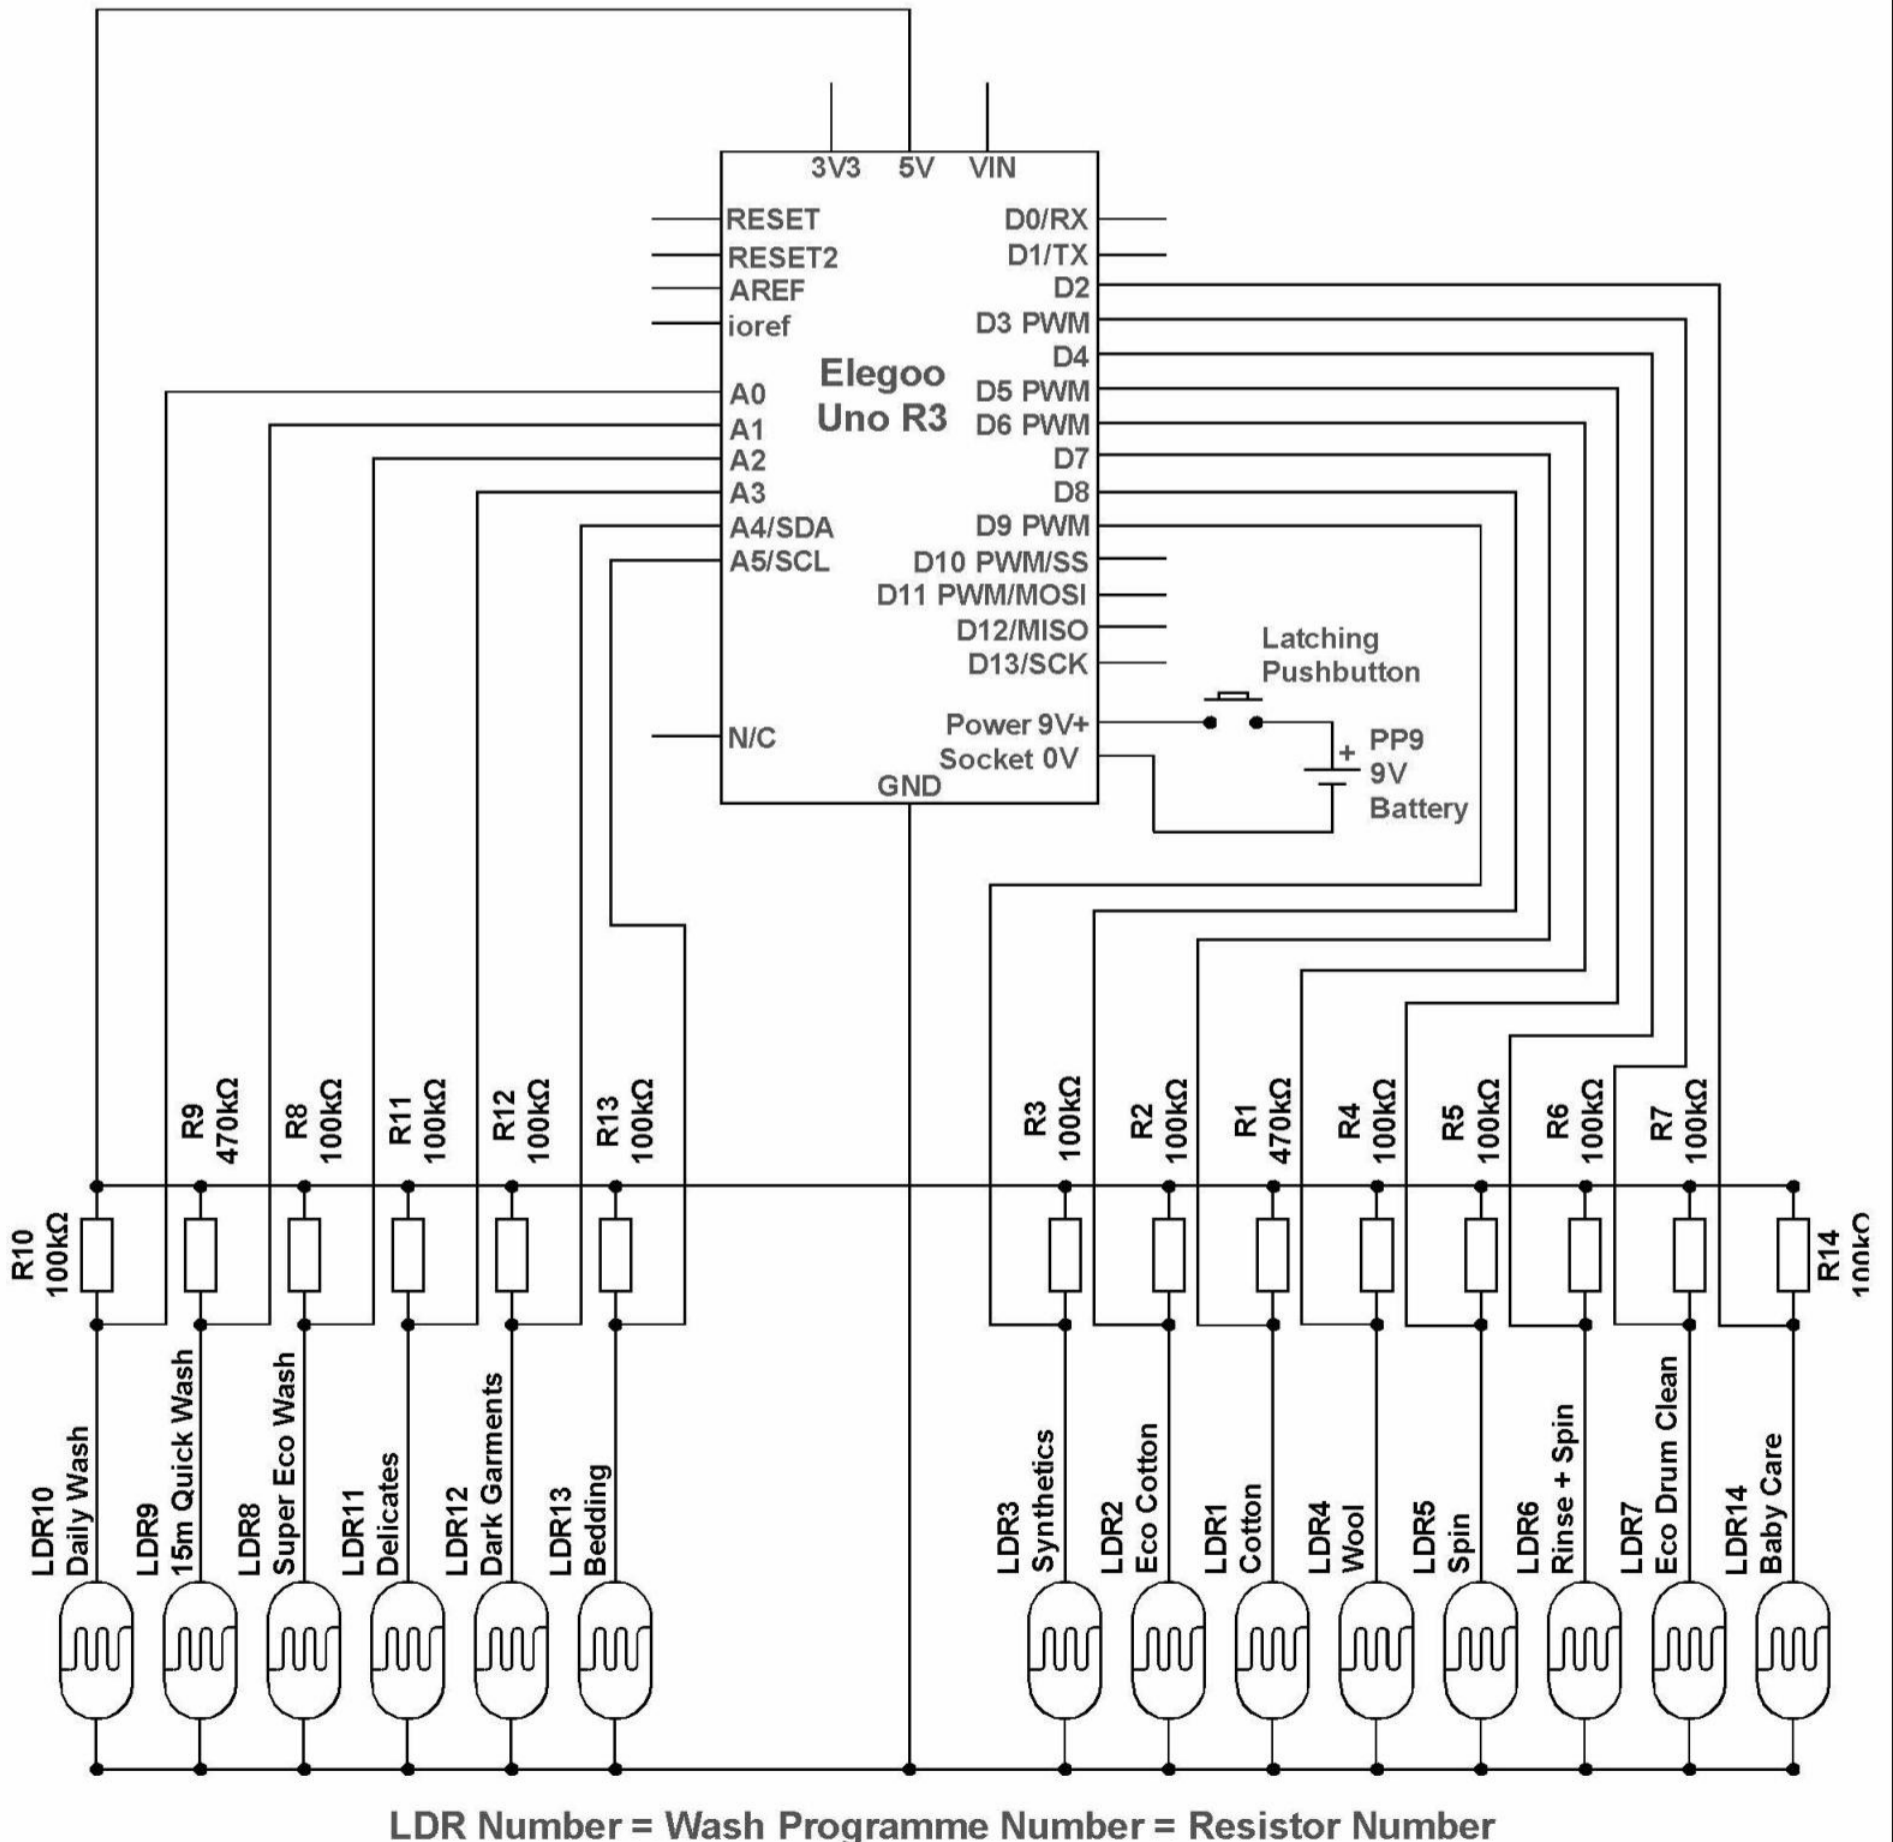 3V3
5V
VIN
RESET
RESET2
AREF
ioref
A0
A1
A2
A3
A4/SDA
A5/SCL
N/C
Elegoo
Uno R3
D0/RX
D1/TX
D2
D3 PWM
D4
D5 PWM
D6 PWM
D7
D8
D9 PWM
D10 PWM/SS
D11 PWM/MOSI
D12/MISO
D13/SCK
Power 9V+
Socket 0V
GND
Latching
Pushbutton
+
PP9
9V
Battery
R10
100kΩ
R9
470kΩ
R8
100kΩ
R11
100kΩ
R12
100kΩ
R13
100kΩ
R3
100kΩ
R2
100kΩ
R1
470kΩ
R4
100kΩ
R5
100kΩ
R6
100kΩ
R7
100kΩ
R14
100kΩ
LDR10
Daily Wash
LDR9
15m Quick Wash
LDR8
Super Eco Wash
LDR11
Delicates
LDR12
Dark Garments
LDR13
Bedding
LDR3
Synthetics
LDR2
Eco Cotton
LDR1
Cotton
LDR4
Wool
LDR5
Spin
LDR6
Rinse + Spin
LDR7
Eco Drum Clean
LDR14
Baby Care
LDR Number = Wash Programme Number = Resistor Number